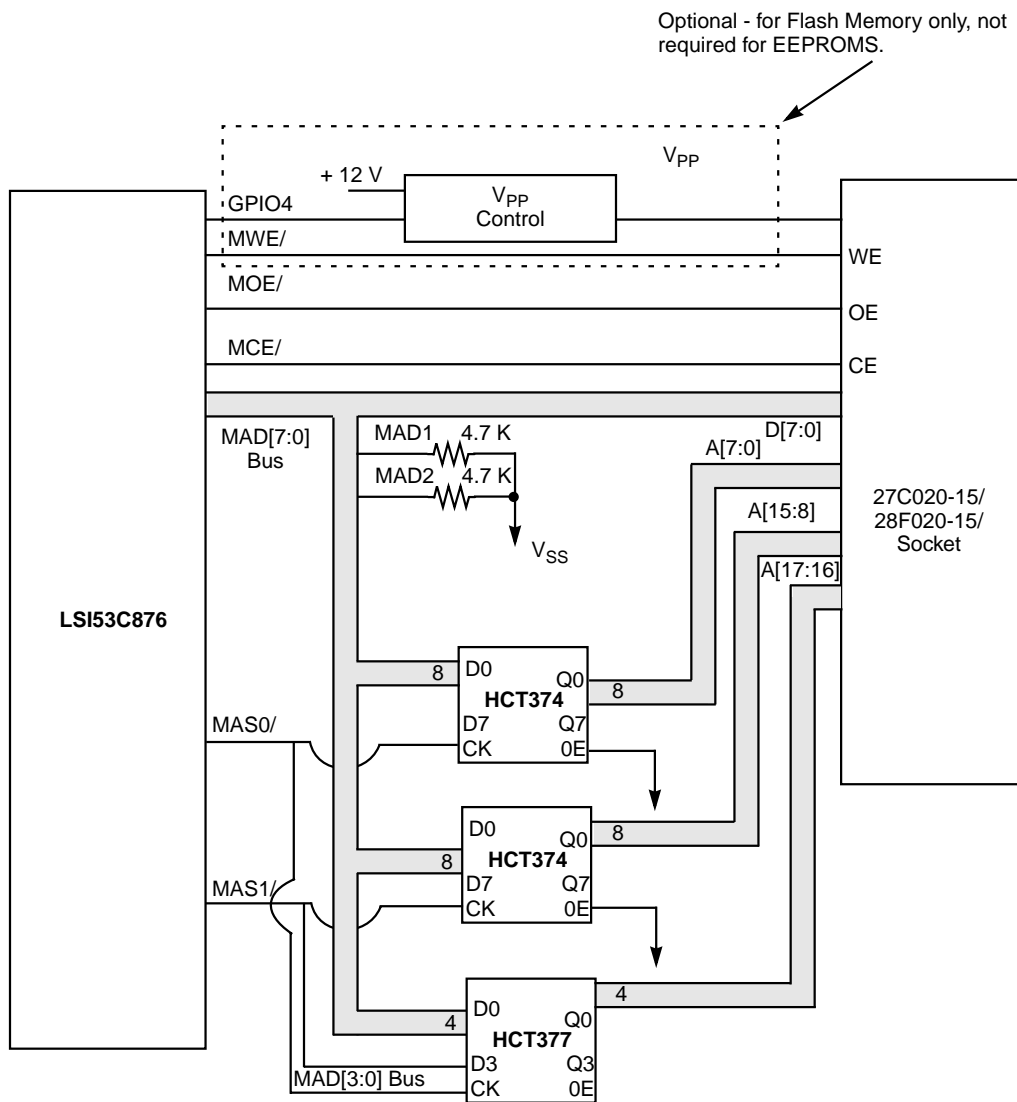 Optional - for Flash Memory only, not
required for EEPROMS.
VPP
+ 12 V
VPP
Control
GPIO4
MWE/
WE
MOE/
OE
MCE/
CE
MAD[7:0]
Bus
MAD1
4.7 K
MAD2
4.7 K
VSS
D[7:0]
A[7:0]
A[15:8]
A[17:16]
27C020-15/
28F020-15/
Socket
LSI53C876
8
D0
Q0
8
HCT374
D7
Q7
CK
0E
MAS0/
D0
Q0
8
8
HCT374
D7
Q7
CK
0E
MAS1/
D0
Q0
4
4
HCT377
D3
Q3
MAD[3:0] Bus
CK
0E